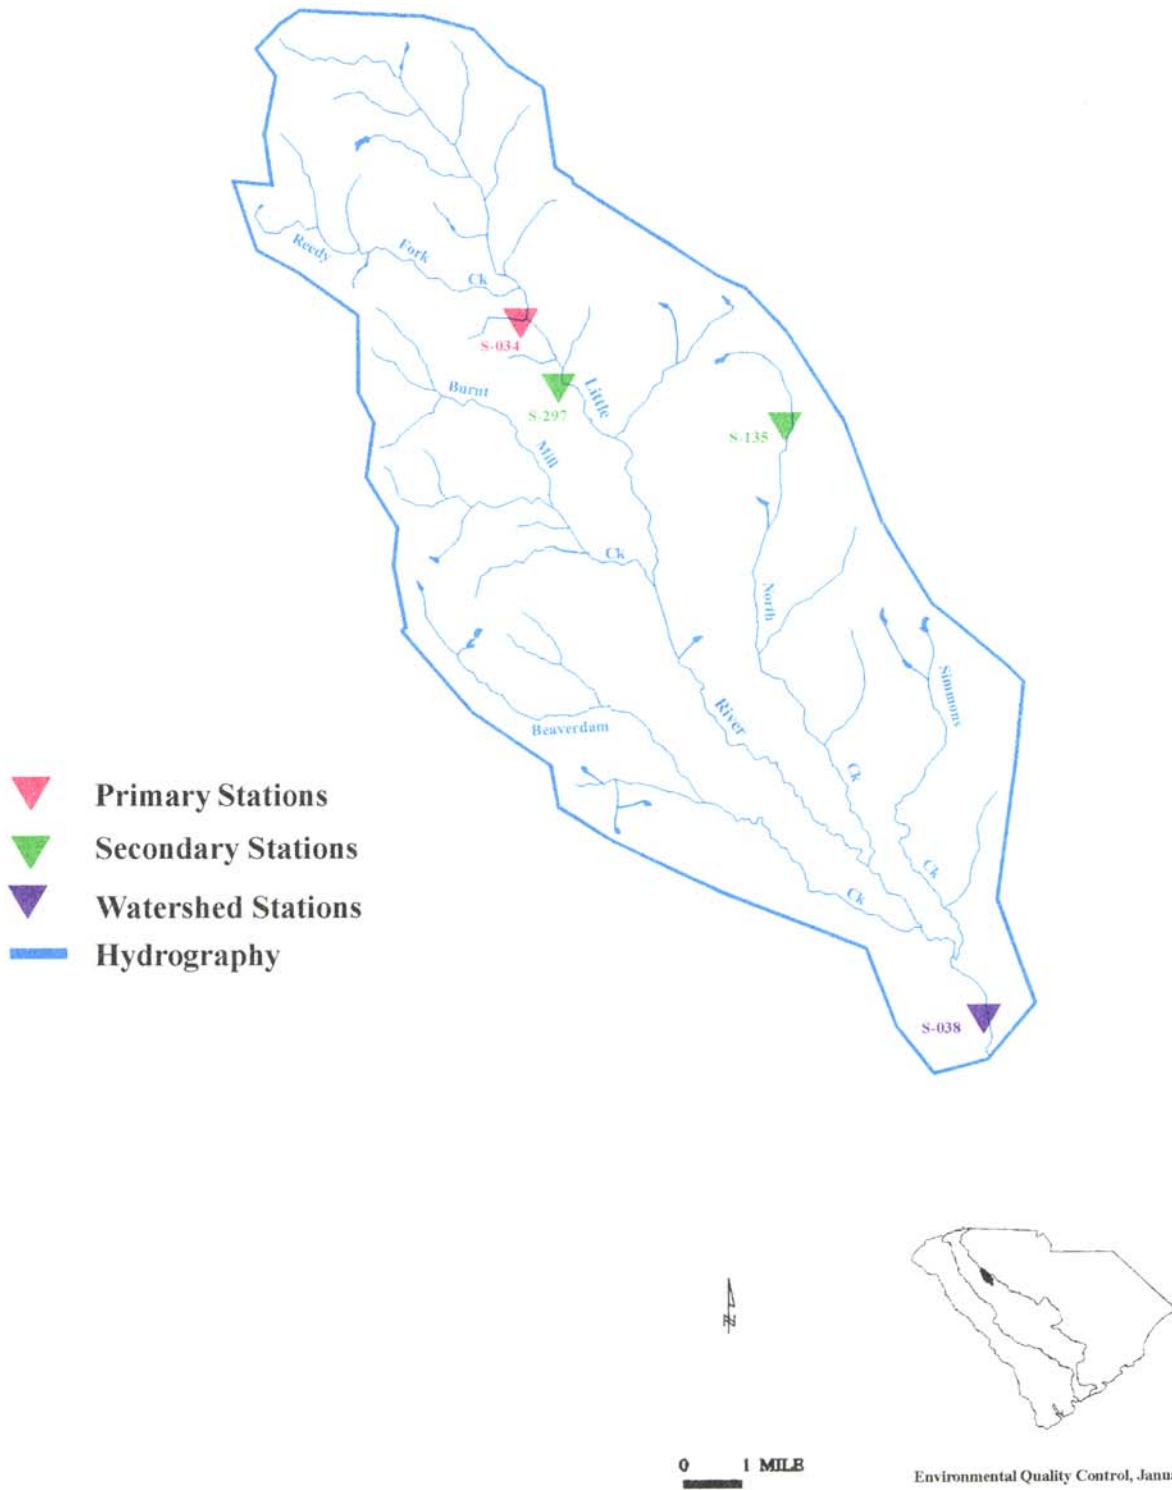 Reedy
Fork
Ck
S-034
Burnt
Little
S-297
S-135
Mill
Ck
North
Simmons
River
Beaverdam
Ck
Ck
Ck
Primary Stations
Secondary Stations
Watershed Stations
Hydrography
S-038
N
0 1 MILE
Environmental Quality Control, Janua